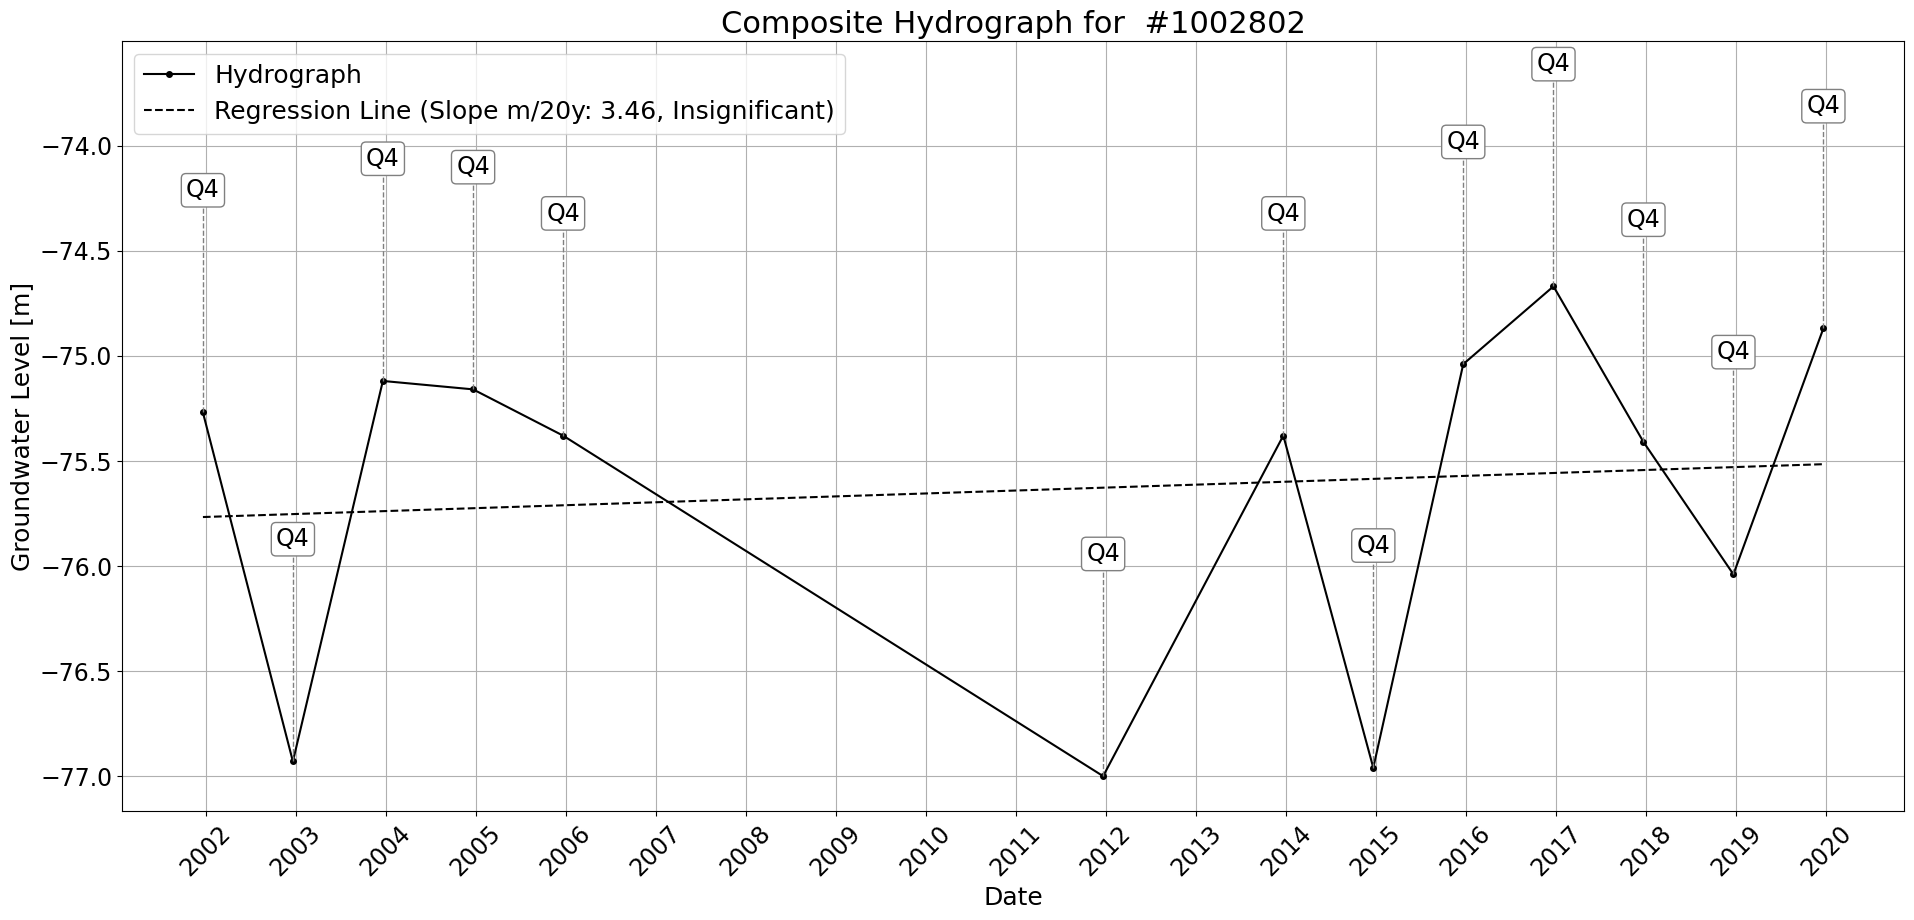 Composite Hydrograph for  #1002802
Hydrograph
Regression Line (Slope m/20y: 3.46, Insignificant)
Q4
Q4
Q4
Q4
Q4
Q4
Q4
Q4
Q4
Q4
Q4
Q4
Q4
Groundwater Level [m]
−74.0
−74.5
−75.0
−75.5
−76.0
−76.5
−77.0
2002
2003
2004
2005
2006
2007
2008
2009
2010
2011
2012
2013
2014
2015
2016
2017
2018
2019
2020
Date